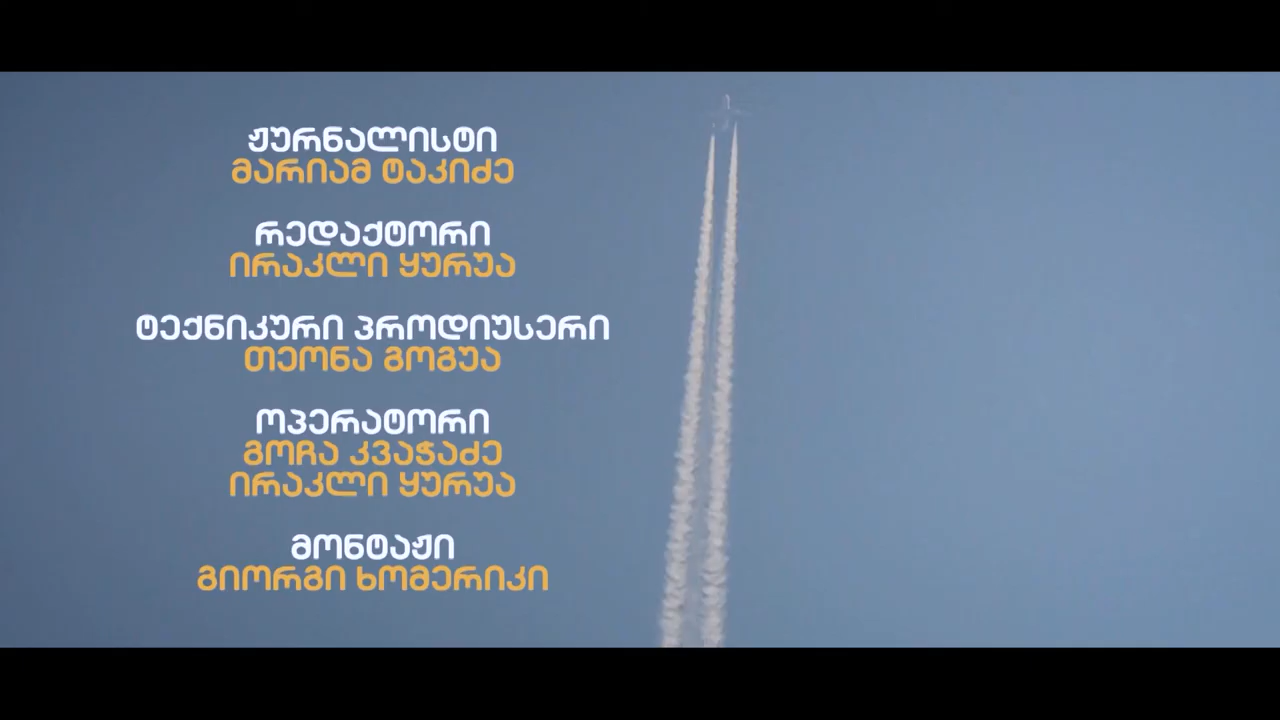 ჟურნალისტი
მარიამ ტაკიძე
რედაქტორი
ირაკლი ყურუა
ტექნიკური პროდიუსერი
თეონა გოგუა
ოპერატორი
გოჩა კვაჭაძე
ირაკლი ყურუა
მონტაჟი
გიორგი ხომერიკი